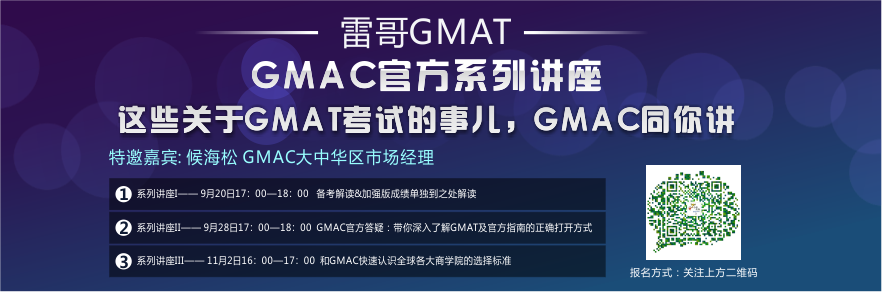 雷哥GMAT
GMAC官方系列讲座
这些关于GMAT考试的事儿，GMAC同你讲
特邀嘉宾: 候海松 GMAC大中华区市场经理
1 系列讲座I—— 9月20日17：00—18：00 备考解读&加强版成绩单独到之处解读
2 系列讲座II—— 9月28日17：00—18：00 GMAC官方答疑：带你深入了解GMAT及官方指南的正确打开方式
3 系列讲座III—— 11月2日16：00—17：00 和GMAC快速认识全球各大商学院的选择标准
报名方式：关注上方二维码